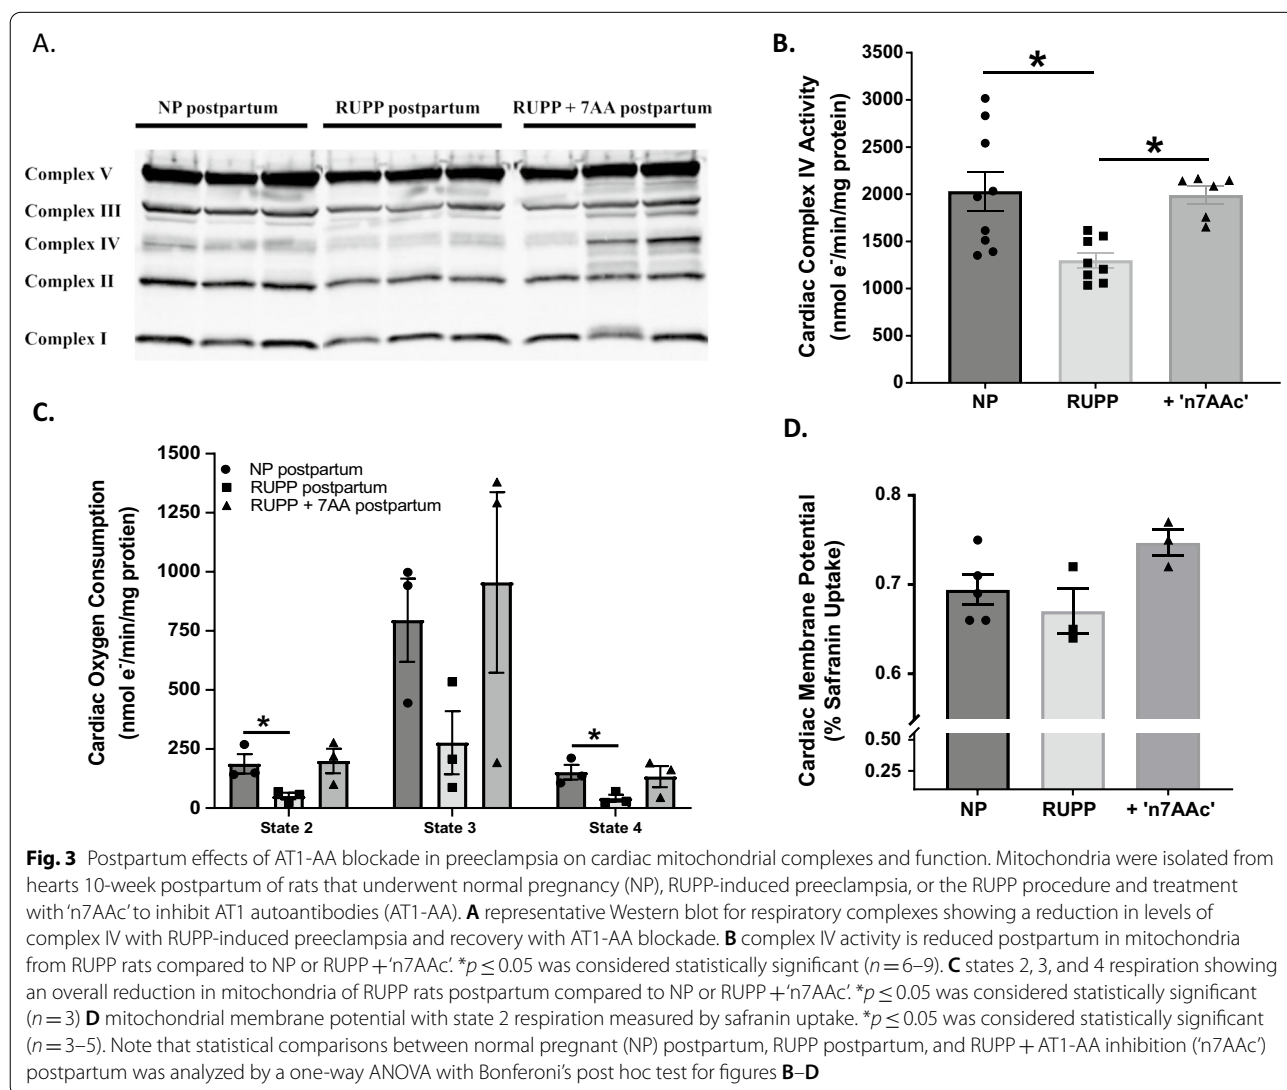 A.
NP postpartum RUPP postpartum RUPP + 7AA postpartum
Complex V
Complex III
Complex IV
Complex II
Complex I
B.
Cardiac Complex IV Activity
(nmol e⁻/min/mg protein)
3500
3000
2500
2000
1500
1000
500
0
*
*
NP RUPP + 'n7AAc'
C.
Cardiac Oxygen Consumption
(nmol e⁻/min/mg protien)
1500
1250
1000
750
500
250
0
NP postpartum
RUPP postpartum
RUPP + 7AA postpartum
*
*
State 2 State 3 State 4
D.
Cardiac Membrane Potential
(% Safranin Uptake)
0.8
0.7
0.6
0.50
0.25
NP RUPP + 'n7AAc'
Fig. 3 Postpartum effects of AT1-AA blockade in preeclampsia on cardiac mitochondrial complexes and function. Mitochondria were isolated from
hearts 10-week postpartum of rats that underwent normal pregnancy (NP), RUPP-induced preeclampsia, or the RUPP procedure and treatment
with ‘n7AAc’ to inhibit AT1 autoantibodies (AT1-AA). A representative Western blot for respiratory complexes showing a reduction in levels of
complex IV with RUPP-induced preeclampsia and recovery with AT1-AA blockade. B complex IV activity is reduced postpartum in mitochondria
from RUPP rats compared to NP or RUPP + ‘n7AAc’. *p ≤ 0.05 was considered statistically significant (n = 6–9). C states 2, 3, and 4 respiration showing
an overall reduction in mitochondria of RUPP rats postpartum compared to NP or RUPP + ‘n7AAc’. *p ≤ 0.05 was considered statistically significant
(n = 3) D mitochondrial membrane potential with state 2 respiration measured by safranin uptake. *p ≤ 0.05 was considered statistically significant
(n = 3–5). Note that statistical comparisons between normal pregnant (NP) postpartum, RUPP postpartum, and RUPP + AT1-AA inhibition (‘n7AAc’)
postpartum was analyzed by a one-way ANOVA with Bonferoni’s post hoc test for figures B–D